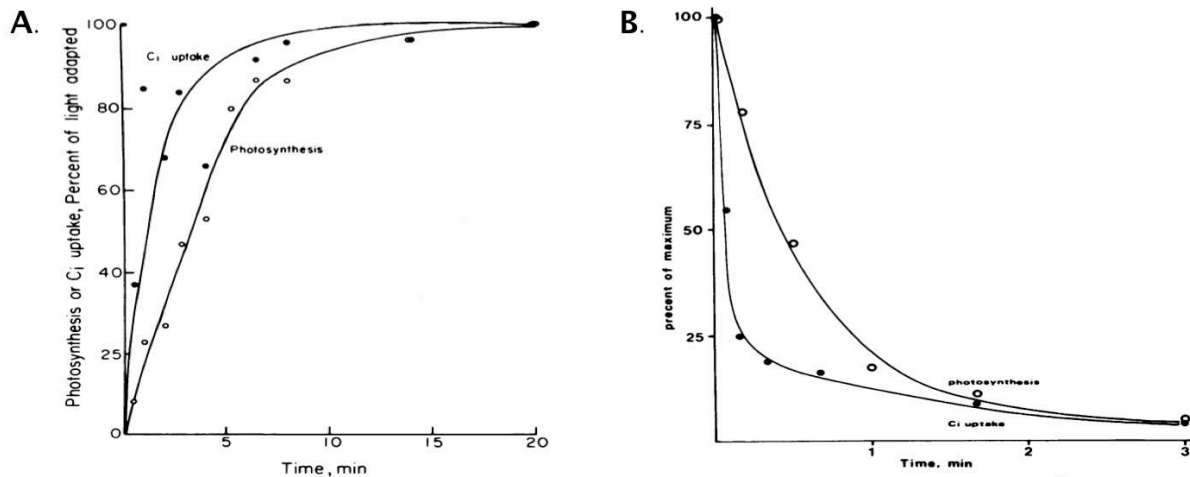 A.
Photosynthesis or Ci uptake, Percent of light adapted
100
80
60
40
25
0
Ci uptake
Photosynthesis
0
5
10
15
20
Time, min
B.
precent of maximum
100
75
50
25
photosynthesis
Ci uptake
1
2
3
Time, min